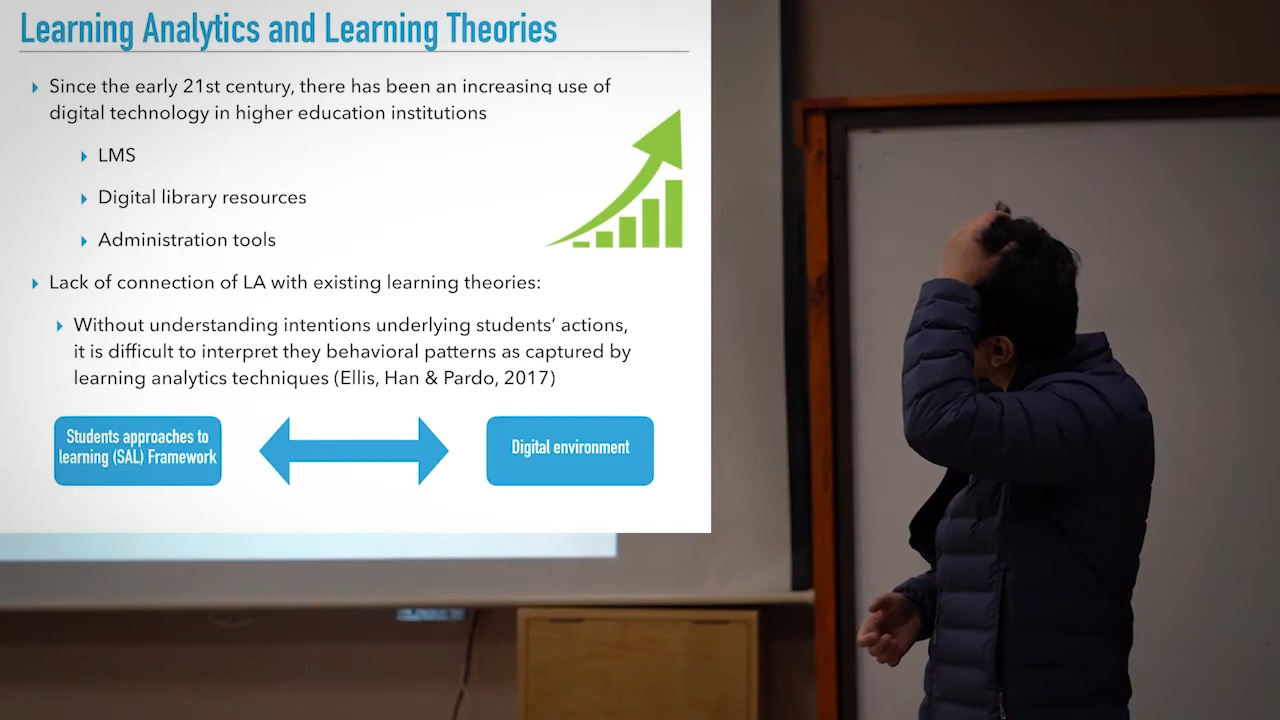 Learning Analytics and Learning Theories
Since the early 21st century, there has been an increasing use of
digital technology in higher education institutions
LMS
Digital library resources
Administration tools
Lack of connection of LA with existing learning theories:
Without understanding intentions underlying students’ actions,
it is difficult to interpret they behavioral patterns as captured by
learning analytics techniques (Ellis, Han & Pardo, 2017)
Students approaches to
learning (SAL) Framework
Digital environment